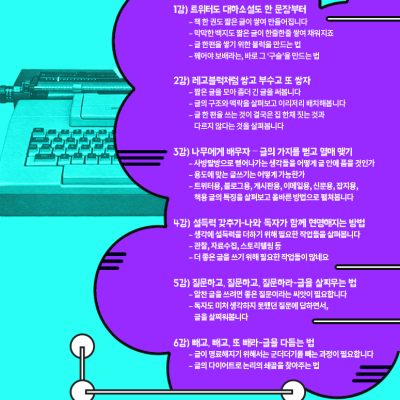 1강) 트위터도 대하소설도 한 문장부터
– 책 한 권도 짧은 글이 쌓여 만들어집니다
– 막막한 백지도 짧은 글이 한줄한줄 쌓여 채워지죠
– 글 한편을 쌓기 위한 블럭을 만드는 법
– 꿰어야 보배라는, 바로 그 '구슬'을 만드는 법
2강) 레고블럭처럼 쌓고 부수고 또 쌓자
– 짧은 글을 모아 좀더 긴 글을 써봅니다
– 글의 구조와 맥락을 살펴보고 이리저리 배치해봅니다
– 글 한 편을 쓰는 것이 결국은 집 한채 짓는 것과
다르지 않다는 것을 살펴봅니다
3강) 나무에게 배우자 – 글의 가지를 뻗고 열매 맺기
– 사방팔방으로 뻗어나가는 생각들을 어떻게 글 안에 품을 것인가
– 용도에 맞는 글쓰기는 어떻게 가능한가
– 트위터용, 블로그용, 게시판용, 이메일용, 신문용, 잡지용,
책용 글의 특징을 살펴보고 올바른 방법으로 펼쳐봅니다
4강) 설득력 갖추기-나와 독자가 함께 현명해지는 방법
– 생각에 설득력을 더하기 위해 필요한 작업들을 살펴봅니다
– 관찰, 자료수집, 스토리텔링 등
– 더 좋은 글을 쓰기 위해 필요한 작업들이 많네요
5강) 질문하고, 질문하고, 질문하라-글을 살찌우는 법
– 알찬 글을 쓰려면 좋은 질문이라는 씨앗이 필요합니다
– 독자도 미처 생각하지 못했던 질문에 답하면서,
글을 살찌워봅니다
6강) 빼고, 빼고, 또 빼라-글을 다듬는 법
– 글이 명료해지기 위해서는 군더더기를 빼는 과정이 필요합니다
– 글의 다이어트로 논리의 쇄골을 찾아주는 법